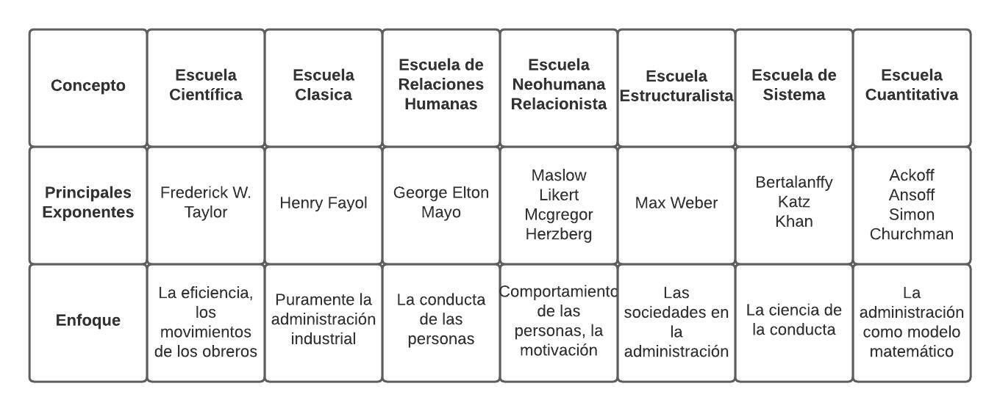 Concepto
Escuela
Científica
Escuela
Clasica
Escuela de
Relaciones
Humanas
Escuela
Neohumana
Relacionista
Escuela
Estructuralista
Escuela de
Sistema
Escuela
Cuantitativa
Principales
Exponentes
Frederick W.
Taylor
Henry Fayol
George Elton
Mayo
Maslow
Likert
Mcgregor
Herzberg
Max Weber
Bertalanffy
Katz
Khan
Ackoff
Ansoff
Simon
Churchman
Enfoque
La eficiencia,
los
movimientos
de los obreros
Puramente la
administración
industrial
La conducta
de las
personas
Comportamiento
de las
personas, la
motivación
Las
sociedades en
la
administración
La ciencia de
la conducta
La
administración
como modelo
matemático